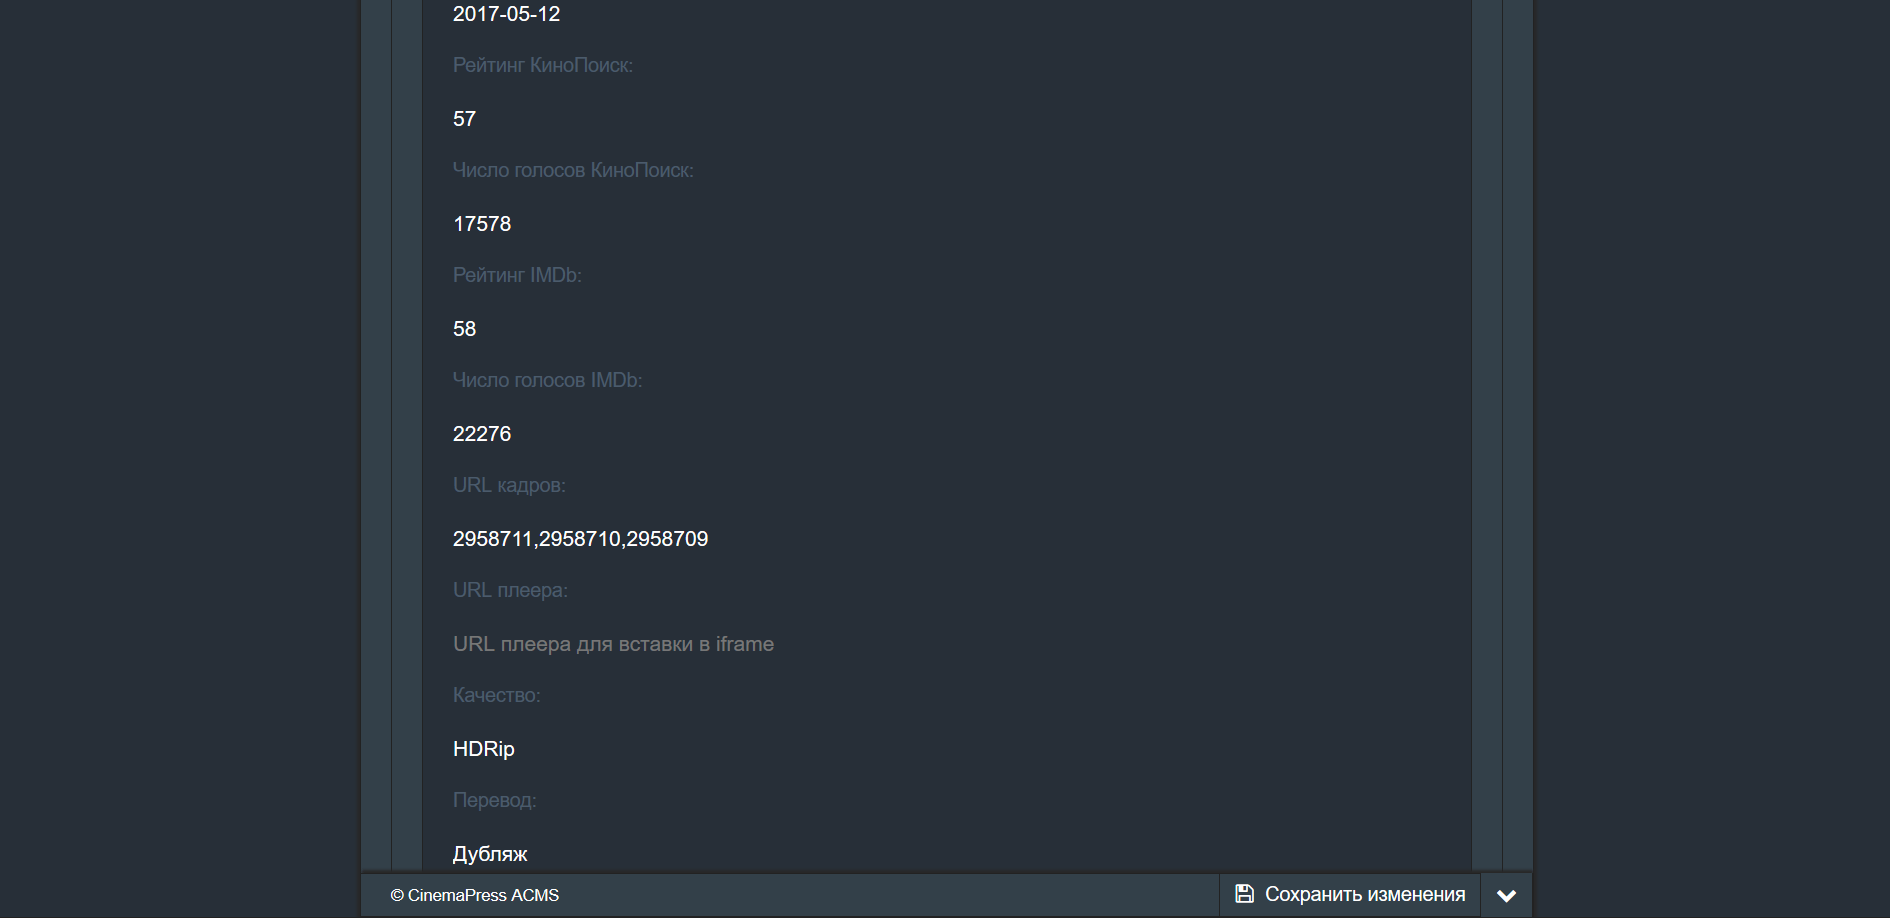 2017-05-12
Рейтинг КиноПоиск:
57
Число голосов КиноПоиск:
17578
Рейтинг IMDb:
58
Число голосов IMDb:
22276
URL кадров:
2958711,2958710,2958709
URL плеера:
URL плеера для вставки в iframe
Качество:
HDRip
Перевод:
Дубляж
© CinemaPress ACMS
Сохранить изменения